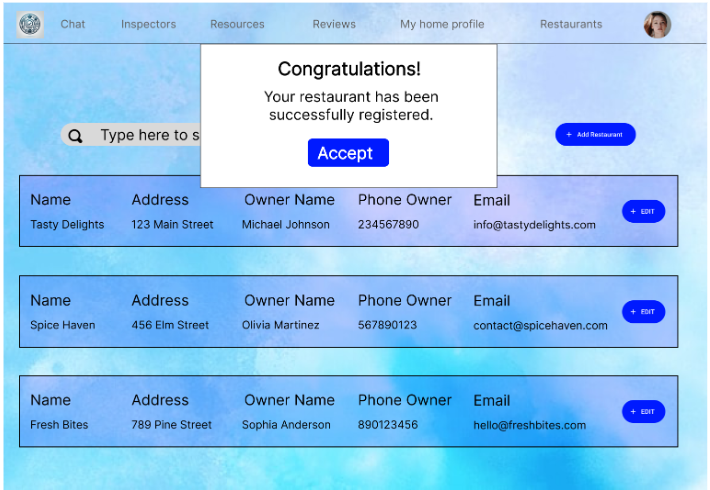 Chat Inspectors Resources Reviews My home profile Restaurants
Congratulations!
Your restaurant has been
successfully registered.
Accept
Type here to s
+ Add Restaurant
Name Address Owner Name Phone Owner Email
Tasty Delights 123 Main Street Michael Johnson 234567890 info@tastydelights.com
+ EDIT
Name Address Owner Name Phone Owner Email
Spice Haven 456 Elm Street Olivia Martinez 567890123 contact@spicehaven.com
+ EDIT
Name Address Owner Name Phone Owner Email
Fresh Bites 789 Pine Street Sophia Anderson 890123456 hello@freshbites.com
+ EDIT